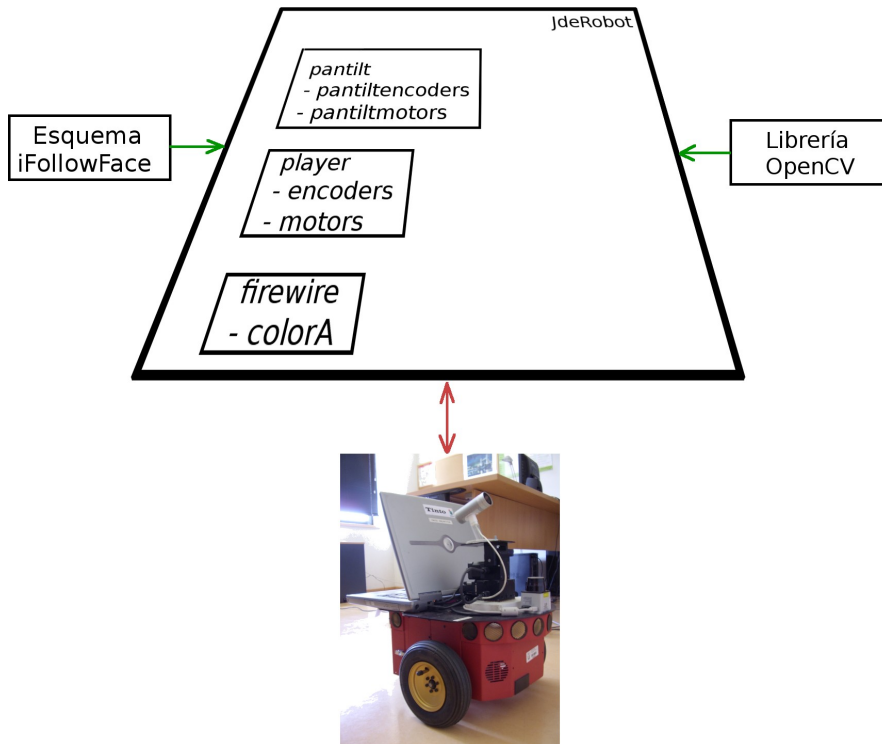 JdeRobot
pantilt
- pantiltencoders
- pantiltmotors
Esquema
iFollowFace
Librería
OpenCV
player
- encoders
- motors
firewire
- colorA